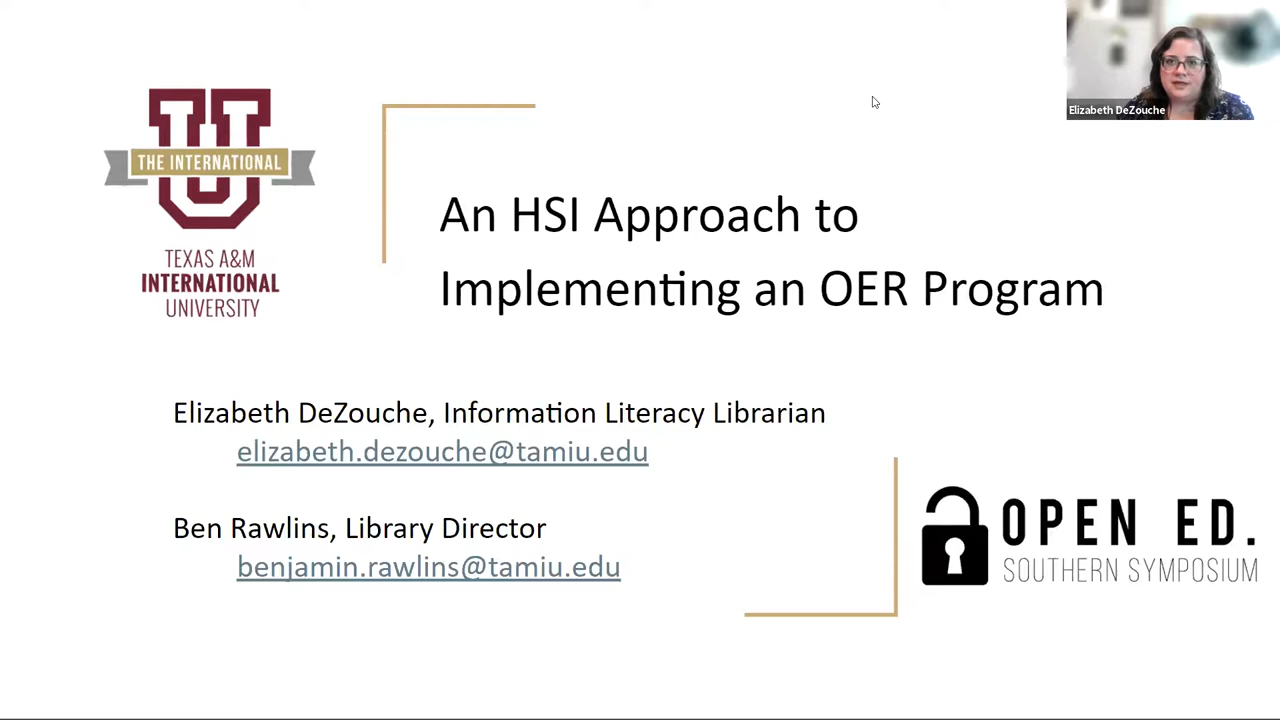 Elizabeth DeZouche
THE INTERNATIONAL
TEXAS A&M
INTERNATIONAL
UNIVERSITY
An HSI Approach to
Implementing an OER Program
Elizabeth DeZouche, Information Literacy Librarian
elizabeth.dezouche@tamiu.edu
Ben Rawlins, Library Director
benjamin.rawlins@tamiu.edu
OPEN ED.
SOUTHERN SYMPOSIUM